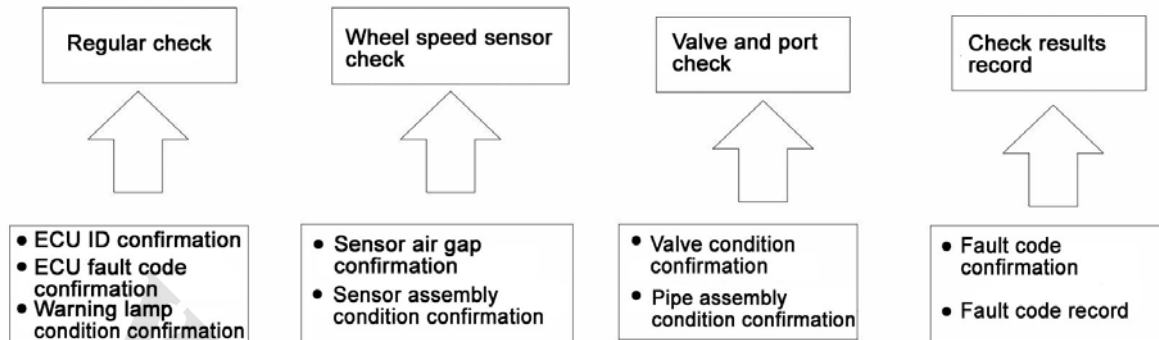 Regular check
Wheel speed sensor
check
Valve and port
check
Check results
record
● ECU ID confirmation
● ECU fault code
confirmation
● Warning lamp
condition confirmation
● Sensor air gap
confirmation
● Sensor assembly
condition confirmation
● Valve condition
confirmation
● Pipe assembly
condition confirmation
● Fault code
confirmation
● Fault code record